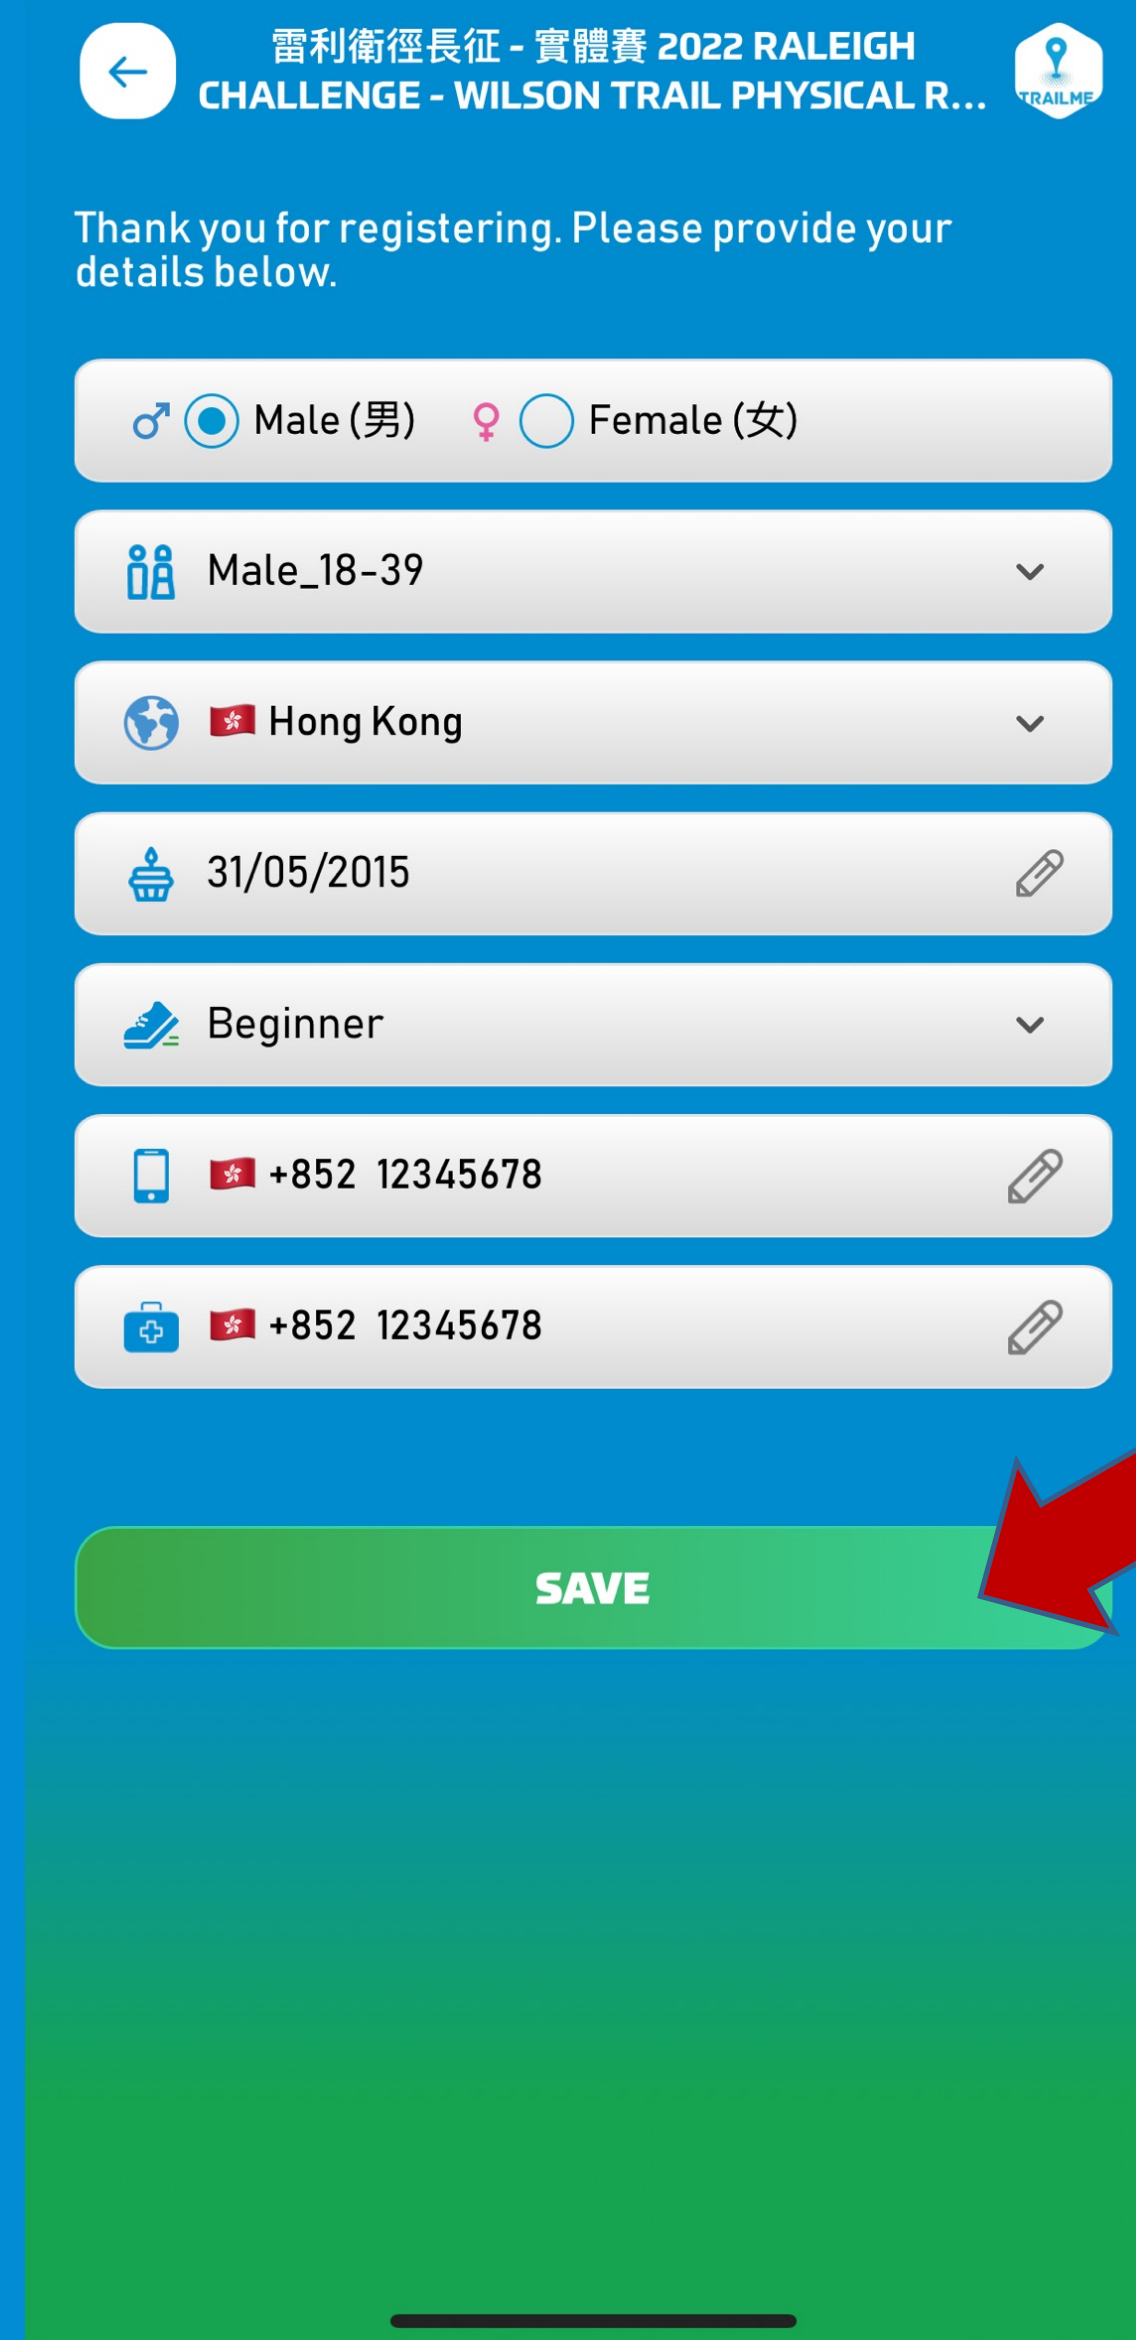 雷利衛徑長征 - 實體賽 2022 RALEIGH
CHALLENGE - WILSON TRAIL PHYSICAL R...
TRAILME
Thank you for registering. Please provide your
details below.
Male (男) Female (女)
Male_18-39
Hong Kong
31/05/2015
Beginner
+852 12345678
+852 12345678
SAVE